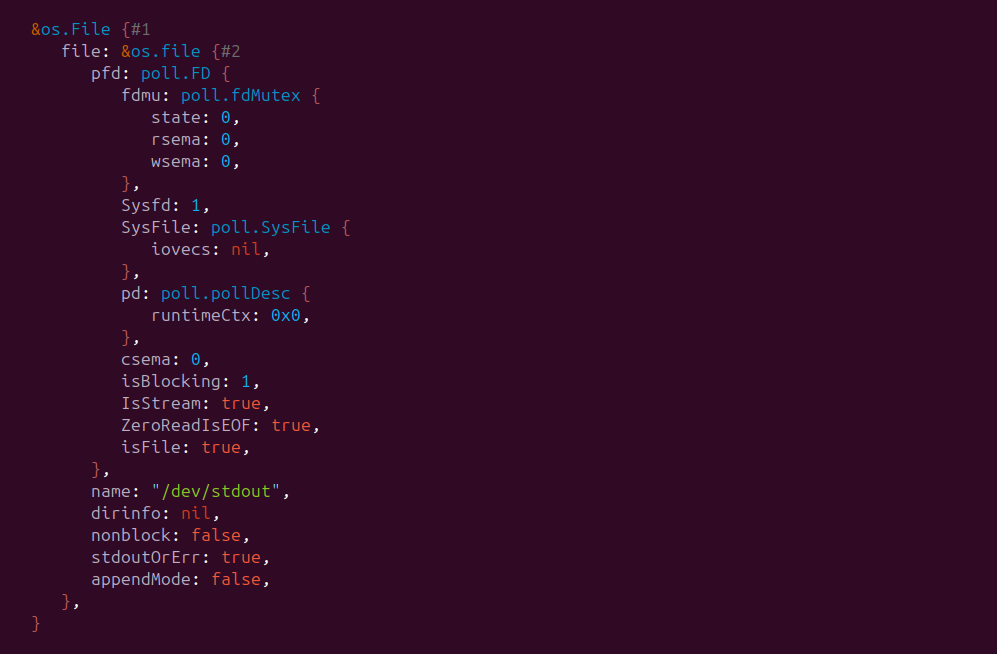 &os.File {#1
   file: &os.file {#2
      pfd: poll.FD {
         fdmu: poll.fdMutex {
            state: 0,
            rsema: 0,
            wsema: 0,
         },
         Sysfd: 1,
         SysFile: poll.SysFile {
            iovecs: nil,
         },
         pd: poll.pollDesc {
            runtimeCtx: 0x0,
         },
         csema: 0,
         isBlocking: 1,
         IsStream: true,
         ZeroReadIsEOF: true,
         isFile: true,
      },
      name: "/dev/stdout",
      dirinfo: nil,
      nonblock: false,
      stdoutOrErr: true,
      appendMode: false,
   },
}